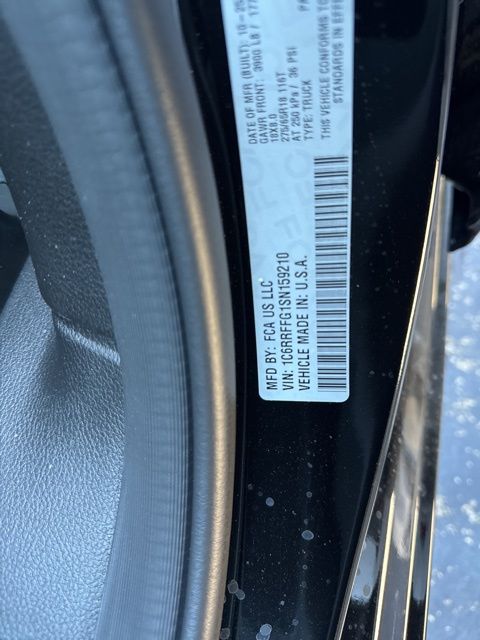 MFD BY: FCA US LLC
VIN: 1C6RRFFG1SN159210
VEHICLE MADE IN U.S.A.
DATE OF MFR (BUILT) 10-25
GAWR FRONT: 3900 LB / 177
18X8.0
275/65R18 116T
AT 250 kPa / 36 PSI
TYPE: TRUCK
THIS VEHICLE CONFORMS TO
STANDARDS IN EFFE